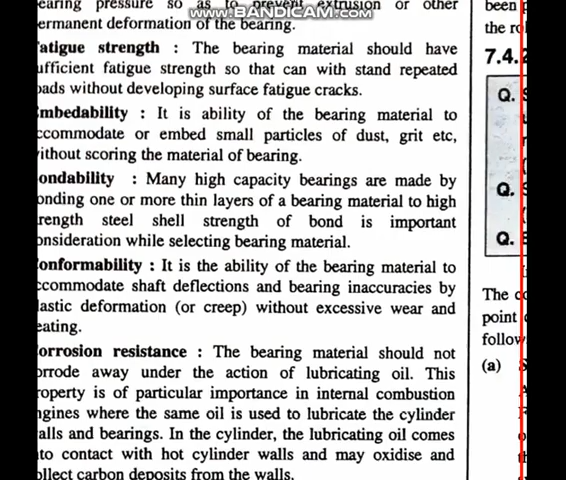 earing pressure so as to prevent extrusion or other
WWW.BANDICAM.COM
ermanent deformation of the bearing.
atigue strength : The bearing material should have
ufficient fatigue strength so that can with stand repeated
oads without developing surface fatigue cracks.
mbedability : It is ability of the bearing material to
ccommodate or embed small particles of dust, grit etc,
ithout scoring the material of bearing.
ondability : Many high capacity bearings are made by
onding one or more thin layers of a bearing material to high
rength steel shell strength of bond is important
onsideration while selecting bearing material.
onformability : It is the ability of the bearing material to
ccommodate shaft deflections and bearing inaccuracies by
lastic deformation (or creep) without excessive wear and
eating.
orrosion resistance : The bearing material should not
orrode away under the action of lubricating oil. This
roperty is of particular importance in internal combustion
ngines where the same oil is used to lubricate the cylinder
alls and bearings. In the cylinder, the lubricating oil comes
to contact with hot cylinder walls and may oxidise and
ollect carbon deposits from the walls.
been
the ro
7.4.2
Q.
Q.
Q.
The c
point
follow
(a)